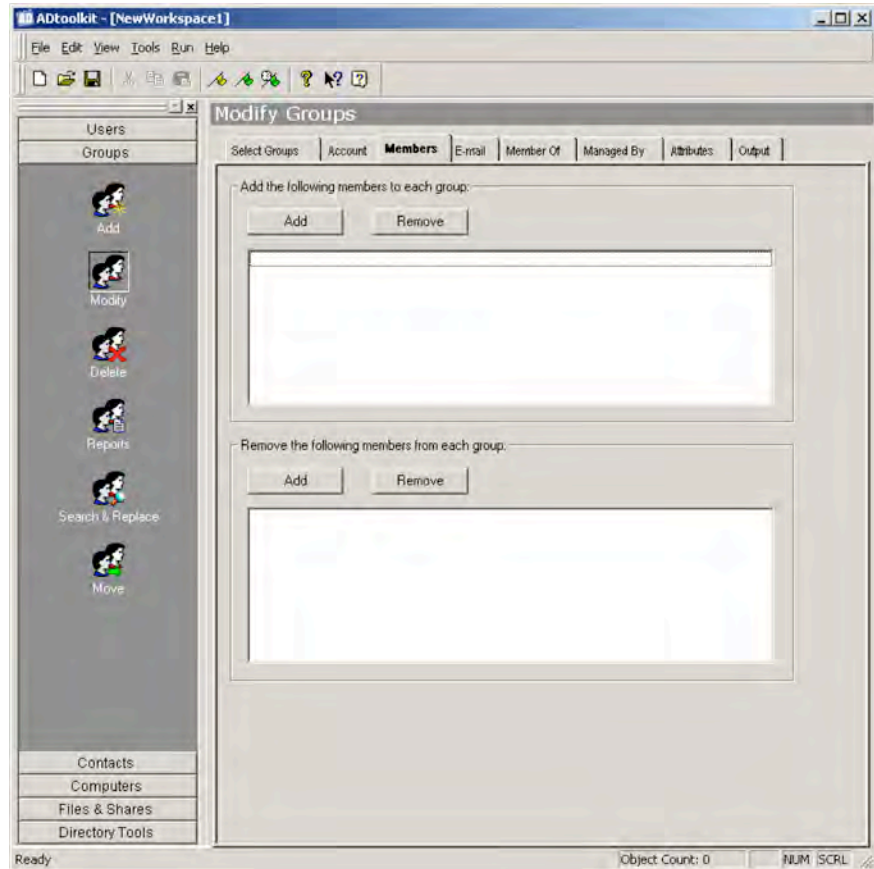 ADtoolkit - [NewWorkspace1]
File Edit View Tools Run Help
Modify Groups
Users
Groups
Add
Modify
Delete
Reports
Search & Replace
Move
Contacts
Computers
Files & Shares
Directory Tools
Select Groups Account Members E-mail Member Of Managed By Attributes Output
Add the following members to each group:
Add Remove
Remove the following members from each group:
Add Remove
Ready Object Count: 0 NUM SCRL